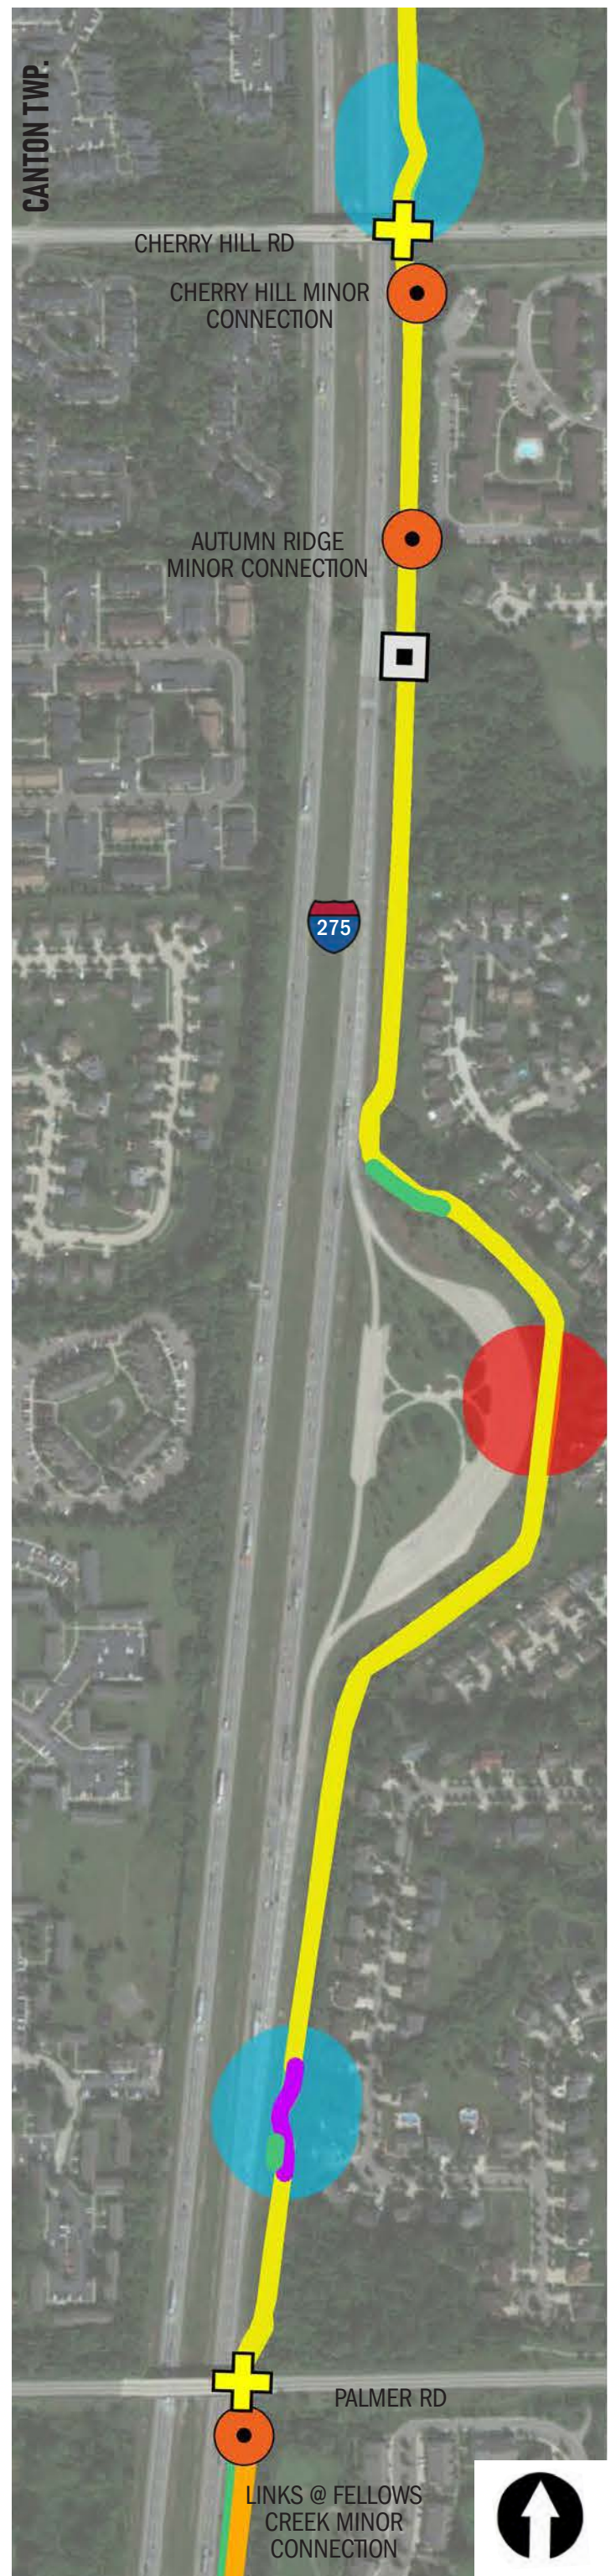 CANTON TWP.
CHERRY HILL RD
CHERRY HILL MINOR
CONNECTION
AUTUMN RIDGE
MINOR CONNECTION
275
PALMER RD
LINKS @ FELLOWS
CREEK MINOR
CONNECTION